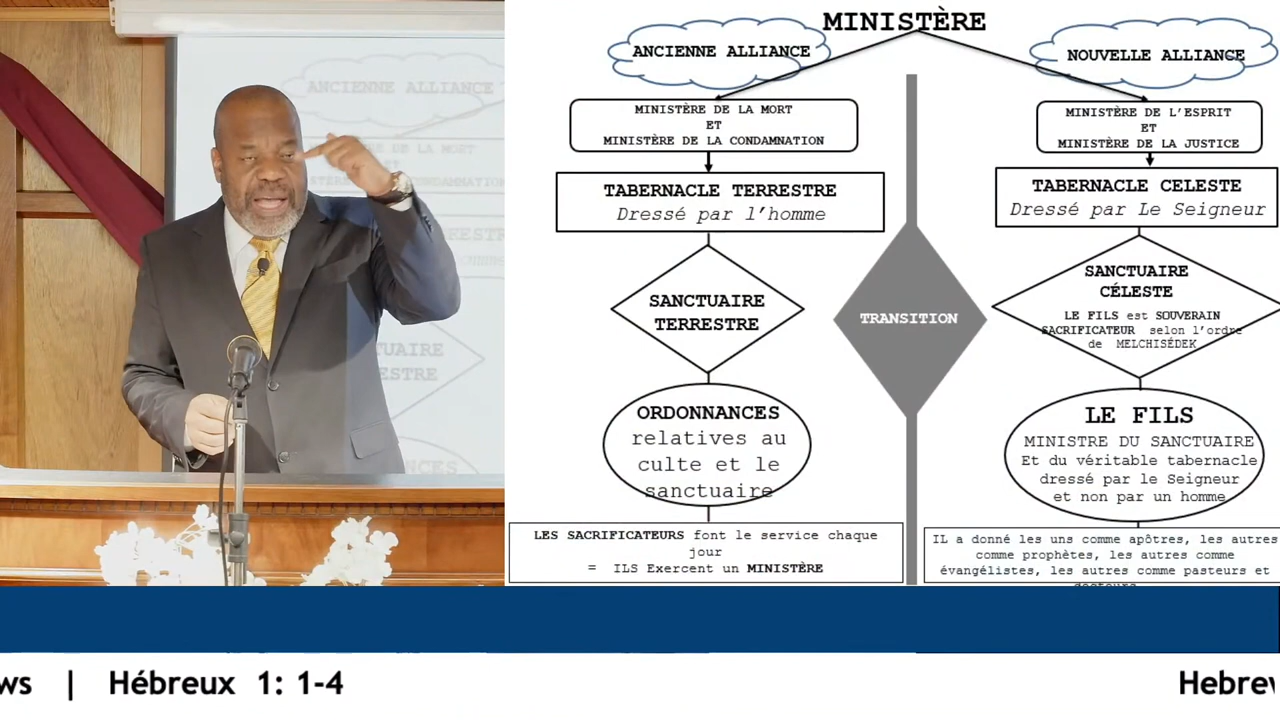 MINISTÈRE
ANCIENNE ALLIANCE
MINISTÈRE DE LA MORT
ET
MINISTÈRE DE LA CONDAMNATION
TABERNACLE TERRESTRE
Dressé par l’homme
SANCTUAIRE
TERRESTRE
ORDONNANCES
relatives au
culte et le
sanctuaire
LES SACRIFICATEURS font le service chaque
jour
= ILS Exercent un MINISTÈRE
TRANSITION
NOUVELLE ALLIANCE
MINISTÈRE DE L’ESPRIT
ET
MINISTÈRE DE LA JUSTICE
TABERNACLE CELESTE
Dressé par Le Seigneur
SANCTUAIRE
CÉLESTE
LE FILS est SOUVERAIN
SACRIFICATEUR selon l’ordre
de MELCHISÉDEK
LE FILS
MINISTRE DU SANCTUAIRE
Et du véritable tabernacle
dressé par le Seigneur
et non par un homme
IL a donné les uns comme apôtres, les autres
comme prophètes, les autres comme
évangélistes, les autres comme pasteurs et
ANCIENNE ALLIANCE
ws | Hébreux 1: 1-4
Hebrew